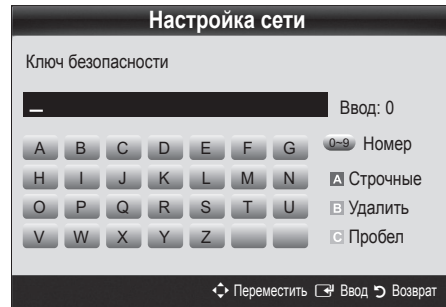 Настройка сети
Ключ безопасности
_ Ввод: 0
A B C D E F G 0~9 Номер
H I J K L M N A Строчные
O P Q R S T U B Удалить
V W X Y Z C Пробел
Переместить Ввод Возврат